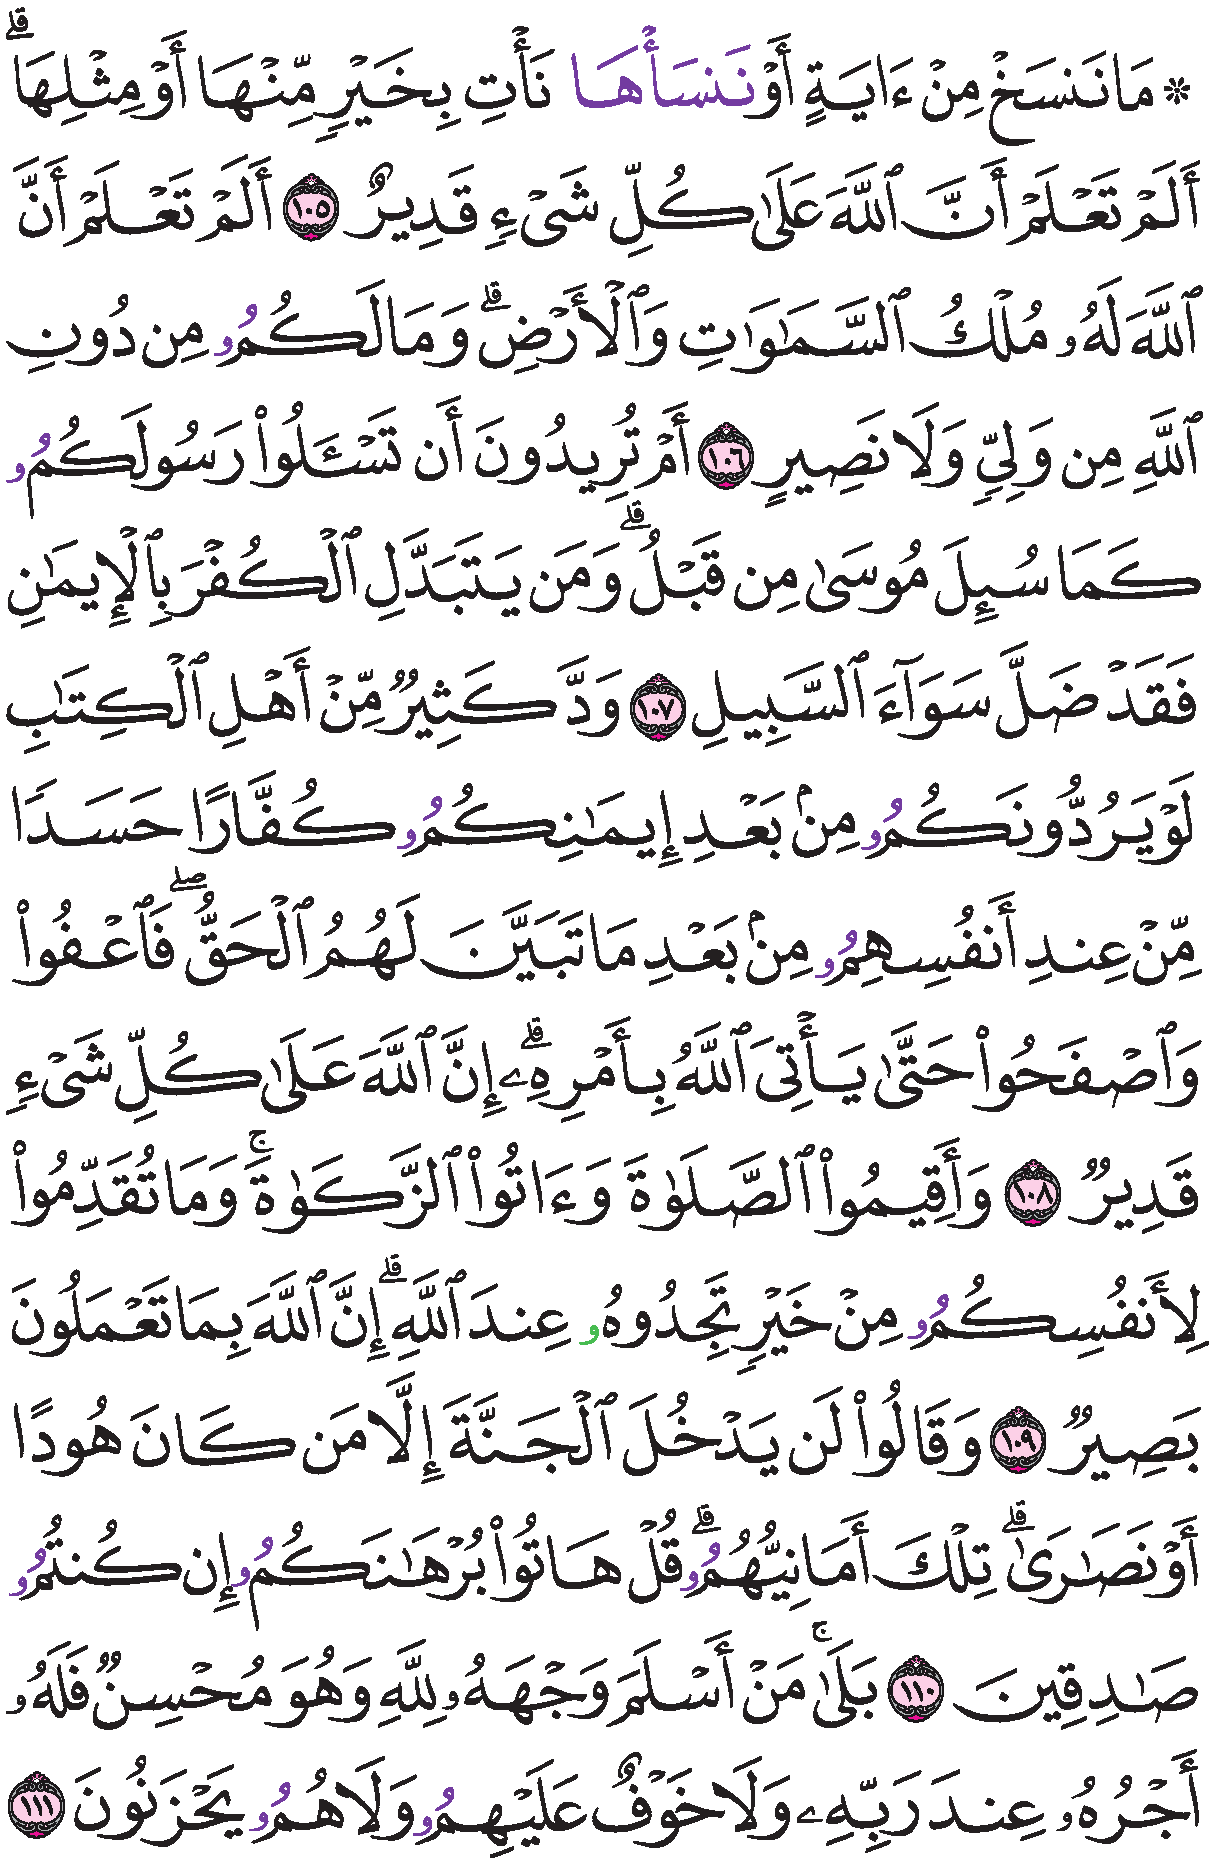 ۞ مَا نَنسَخْ مِنْ ءَايَةٍ أَوْ نَنسَأْهَا نَأْتِ بِخَيْرٍ مِّنْهَا أَوْ مِثْلِهَاۗ
أَلَمْ تَعْلَمْ أَنَّ ٱللَّهَ عَلَىٰ كُلِّ شَىْءٍ قَدِيرٌ ١٠٥ أَلَمْ تَعْلَمْ أَنَّ
ٱللَّهَ لَهُۥ مُلْكُ ٱلسَّمَٰوَٰتِ وَٱلْأَرْضِۗ وَمَا لَكُمُۥ مِن دُونِ
ٱللَّهِ مِن وَلِىٍّ وَلَا نَصِيرٍ ١٠٦ أَمْ تُرِيدُونَ أَن تَسْـَٔلُوا۟ رَسُولَكُمُۥ
كَمَا سُئِلَ مُوسَىٰ مِن قَبْلُۗ وَمَن يَتَبَدَّلِ ٱلْكُفْرَ بِٱلْإِيمَٰنِ
فَقَدْ ضَلَّ سَوَآءَ ٱلسَّبِيلِ ١٠٧ وَدَّ كَثِيرٌ مِّنْ أَهْلِ ٱلْكِتَٰبِ
لَوْ يَرُدُّونَكُمُۥ مِنۢ بَعْدِ إِيمَٰنِكُمُۥ كُفَّارًا حَسَدًا
مِّنْ عِندِ أَنفُسِهِمُۥ مِنۢ بَعْدِ مَا تَبَيَّنَ لَهُمُ ٱلْحَقُّۖ فَٱعْفُوا۟
وَٱصْفَحُوا۟ حَتَّىٰ يَأْتِىَ ٱللَّهُ بِأَمْرِهِۦۗ إِنَّ ٱللَّهَ عَلَىٰ كُلِّ شَىْءٍ
قَدِيرٌ ١٠٨ وَأَقِيمُوا۟ ٱلصَّلَوٰةَ وَءَاتُوا۟ ٱلزَّكَوٰةَۚ وَمَا تُقَدِّمُوا۟
لِأَنفُسِكُمُۥ مِنْ خَيْرٍ تَجِدُوهُۥ عِندَ ٱللَّهِۗ إِنَّ ٱللَّهَ بِمَا تَعْمَلُونَ
بَصِيرٌ ١٠٩ وَقَالُوا۟ لَن يَدْخُلَ ٱلْجَنَّةَ إِلَّا مَن كَانَ هُودًا
أَوْ نَصَٰرَىٰۗ تِلْكَ أَمَانِيُّهُمُۥۗ قُلْ هَاتُوا۟ بُرْهَٰنَكُمُۥ إِن كُنتُمُۥ
صَٰدِقِينَ ١١٠ بَلَىٰۚ مَنْ أَسْلَمَ وَجْهَهُۥ لِلَّهِ وَهُوَ مُحْسِنٌ فَلَهُۥ
أَجْرُهُۥ عِندَ رَبِّهِۦ وَلَا خَوْفٌ عَلَيْهِمُۥ وَلَا هُمُۥ يَحْزَنُونَ ١١١